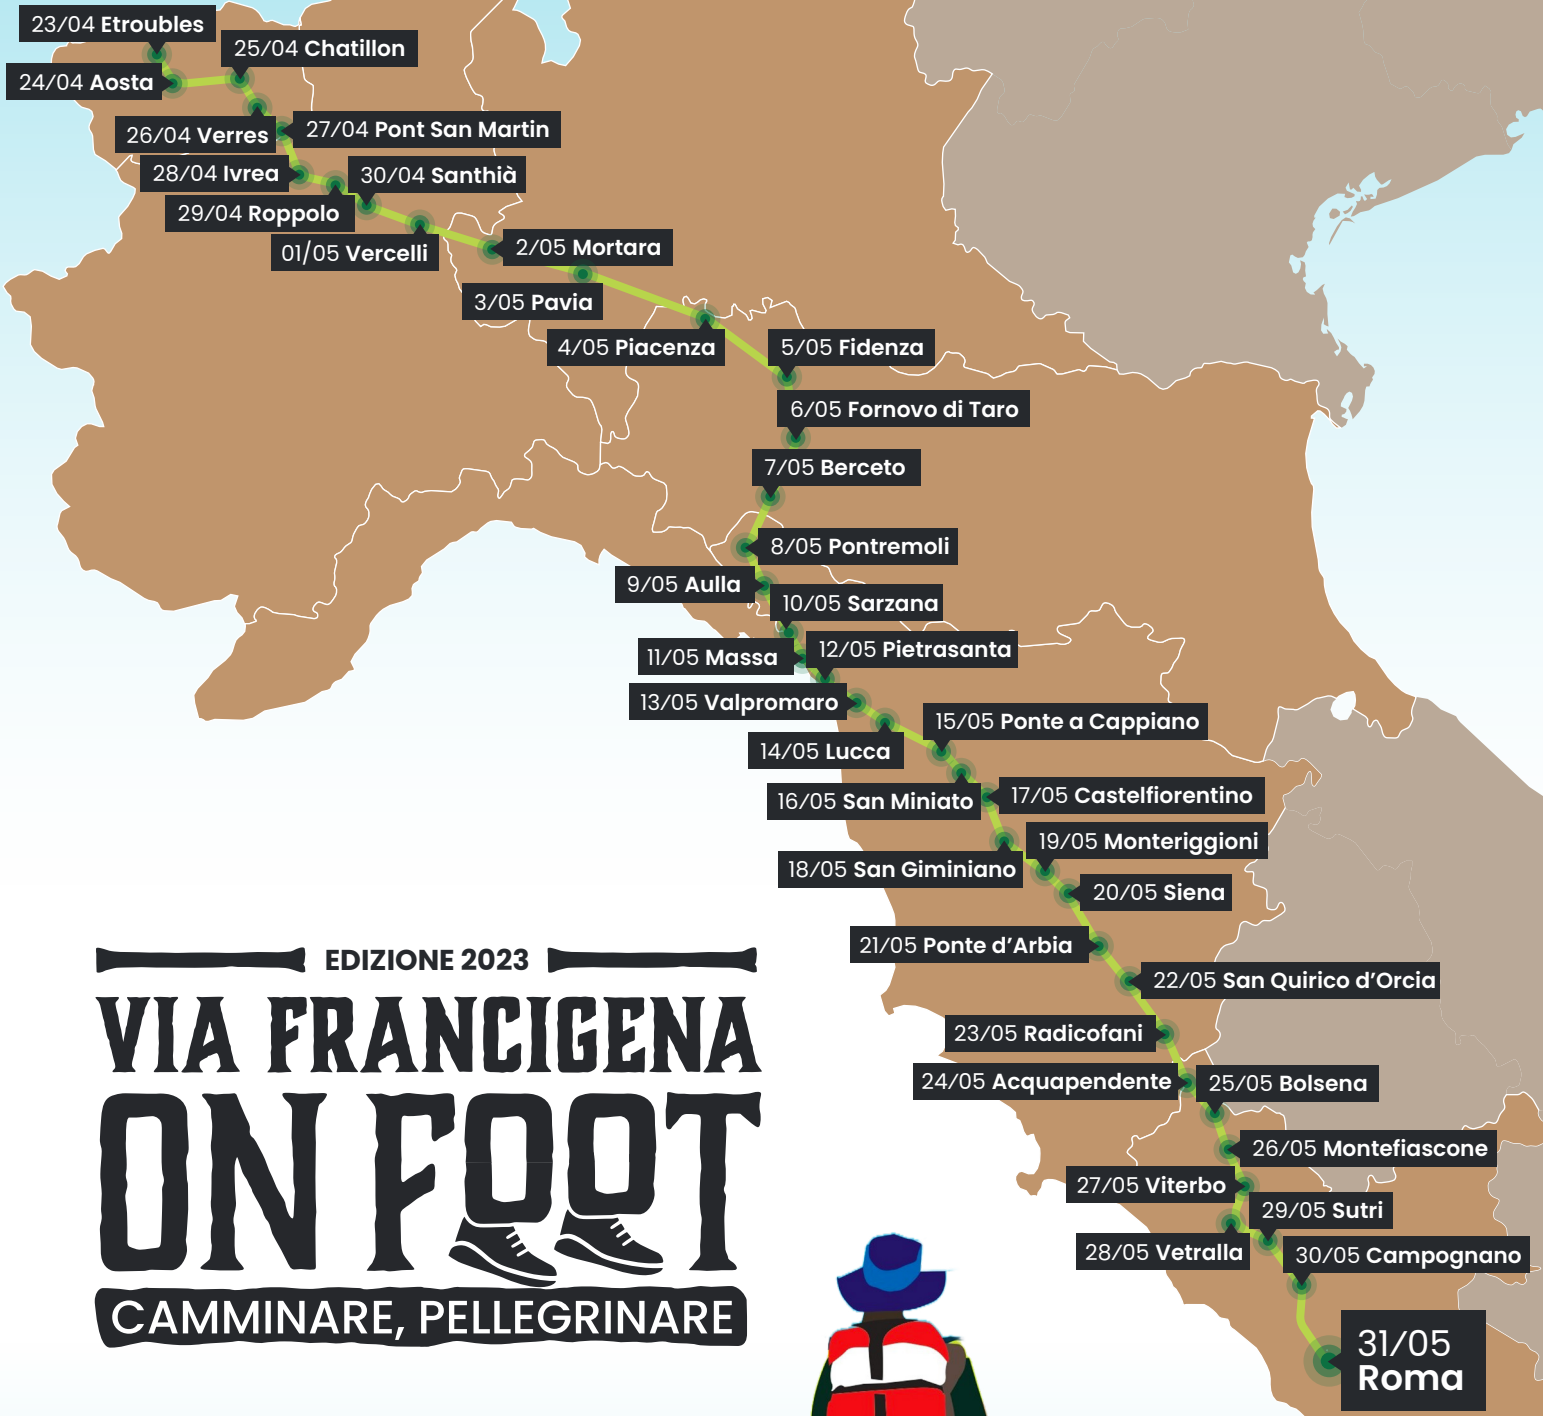 23/04 Etroubles
24/04 Aosta
25/04 Chatillon
26/04 Verres
27/04 Pont San Martin
28/04 Ivrea
29/04 Roppolo
30/04 Santhià
01/05 Vercelli
2/05 Mortara
3/05 Pavia
4/05 Piacenza
5/05 Fidenza
6/05 Fornovo di Taro
7/05 Berceto
8/05 Pontremoli
9/05 Aulla
10/05 Sarzana
11/05 Massa
12/05 Pietrasanta
13/05 Valpromaro
14/05 Lucca
15/05 Ponte a Cappiano
16/05 San Miniato
17/05 Castelfiorentino
18/05 San Giminiano
19/05 Monteriggioni
20/05 Siena
21/05 Ponte d’Arbia
22/05 San Quirico d’Orcia
23/05 Radicofani
24/05 Acquapendente
25/05 Bolsena
26/05 Montefiascone
27/05 Viterbo
28/05 Vetralla
29/05 Sutri
30/05 Campognano
31/05
Roma
EDIZIONE 2023
VIA FRANCIGENA
ON FOOT
CAMMINARE, PELLEGRINARE